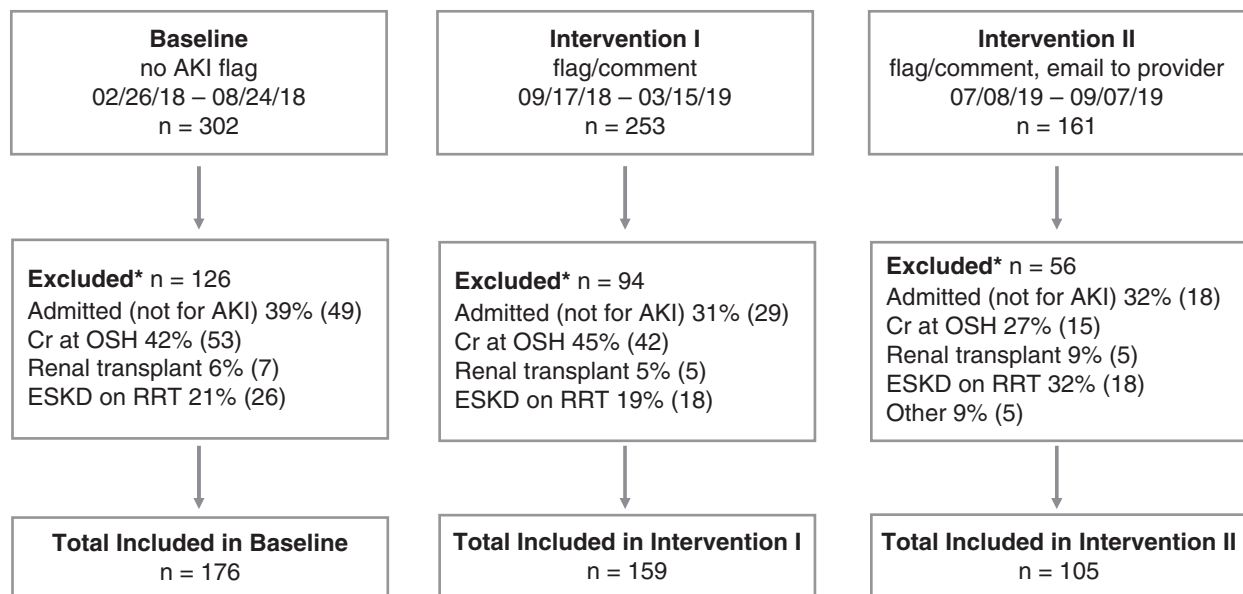 Baseline
no AKI flag
02/26/18 – 08/24/18
n = 302
Intervention I
flag/comment
09/17/18 – 03/15/19
n = 253
Intervention II
flag/comment, email to provider
07/08/19 – 09/07/19
n = 161
Excluded* n = 126
Admitted (not for AKI) 39% (49)
Cr at OSH 42% (53)
Renal transplant 6% (7)
ESKD on RRT 21% (26)
Excluded* n = 94
Admitted (not for AKI) 31% (29)
Cr at OSH 45% (42)
Renal transplant 5% (5)
ESKD on RRT 19% (18)
Excluded* n = 56
Admitted (not for AKI) 32% (18)
Cr at OSH 27% (15)
Renal transplant 9% (5)
ESKD on RRT 32% (18)
Other 9% (5)
Total Included in Baseline
n = 176
Total Included in Intervention I
n = 159
Total Included in Intervention II
n = 105